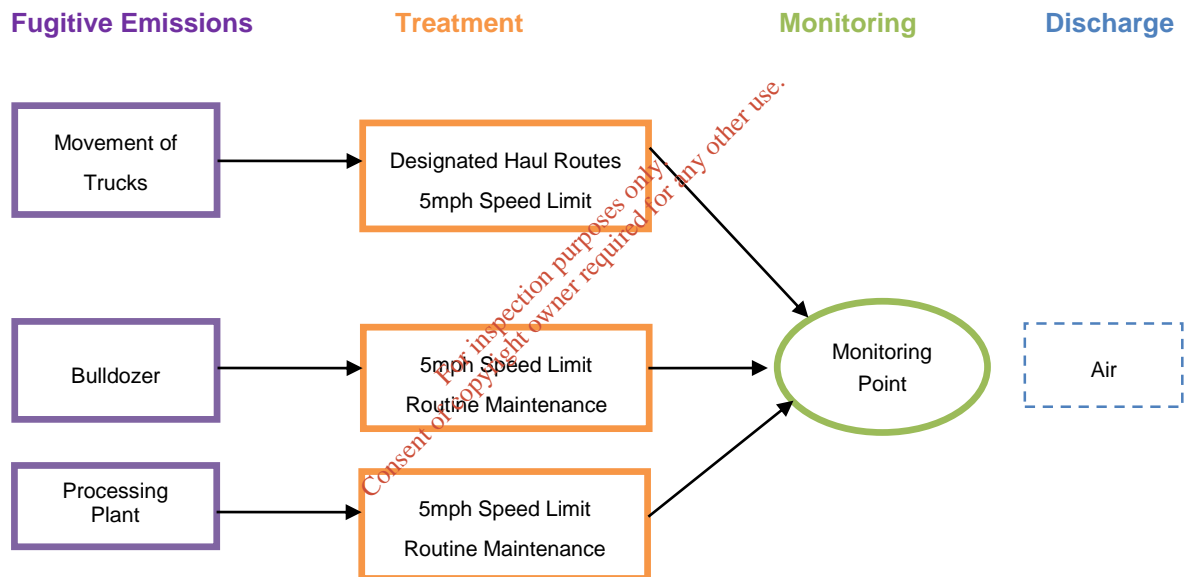 Fugitive Emissions
Treatment
Monitoring
Discharge
Movement of
Trucks
Designated Haul Routes
5mph Speed Limit
Bulldozer
5mph Speed Limit
Routine Maintenance
Monitoring
Point
Air
Processing
Plant
5mph Speed Limit
Routine Maintenance
For inspection purposes only.
Consent of copyright owner required for any other use.